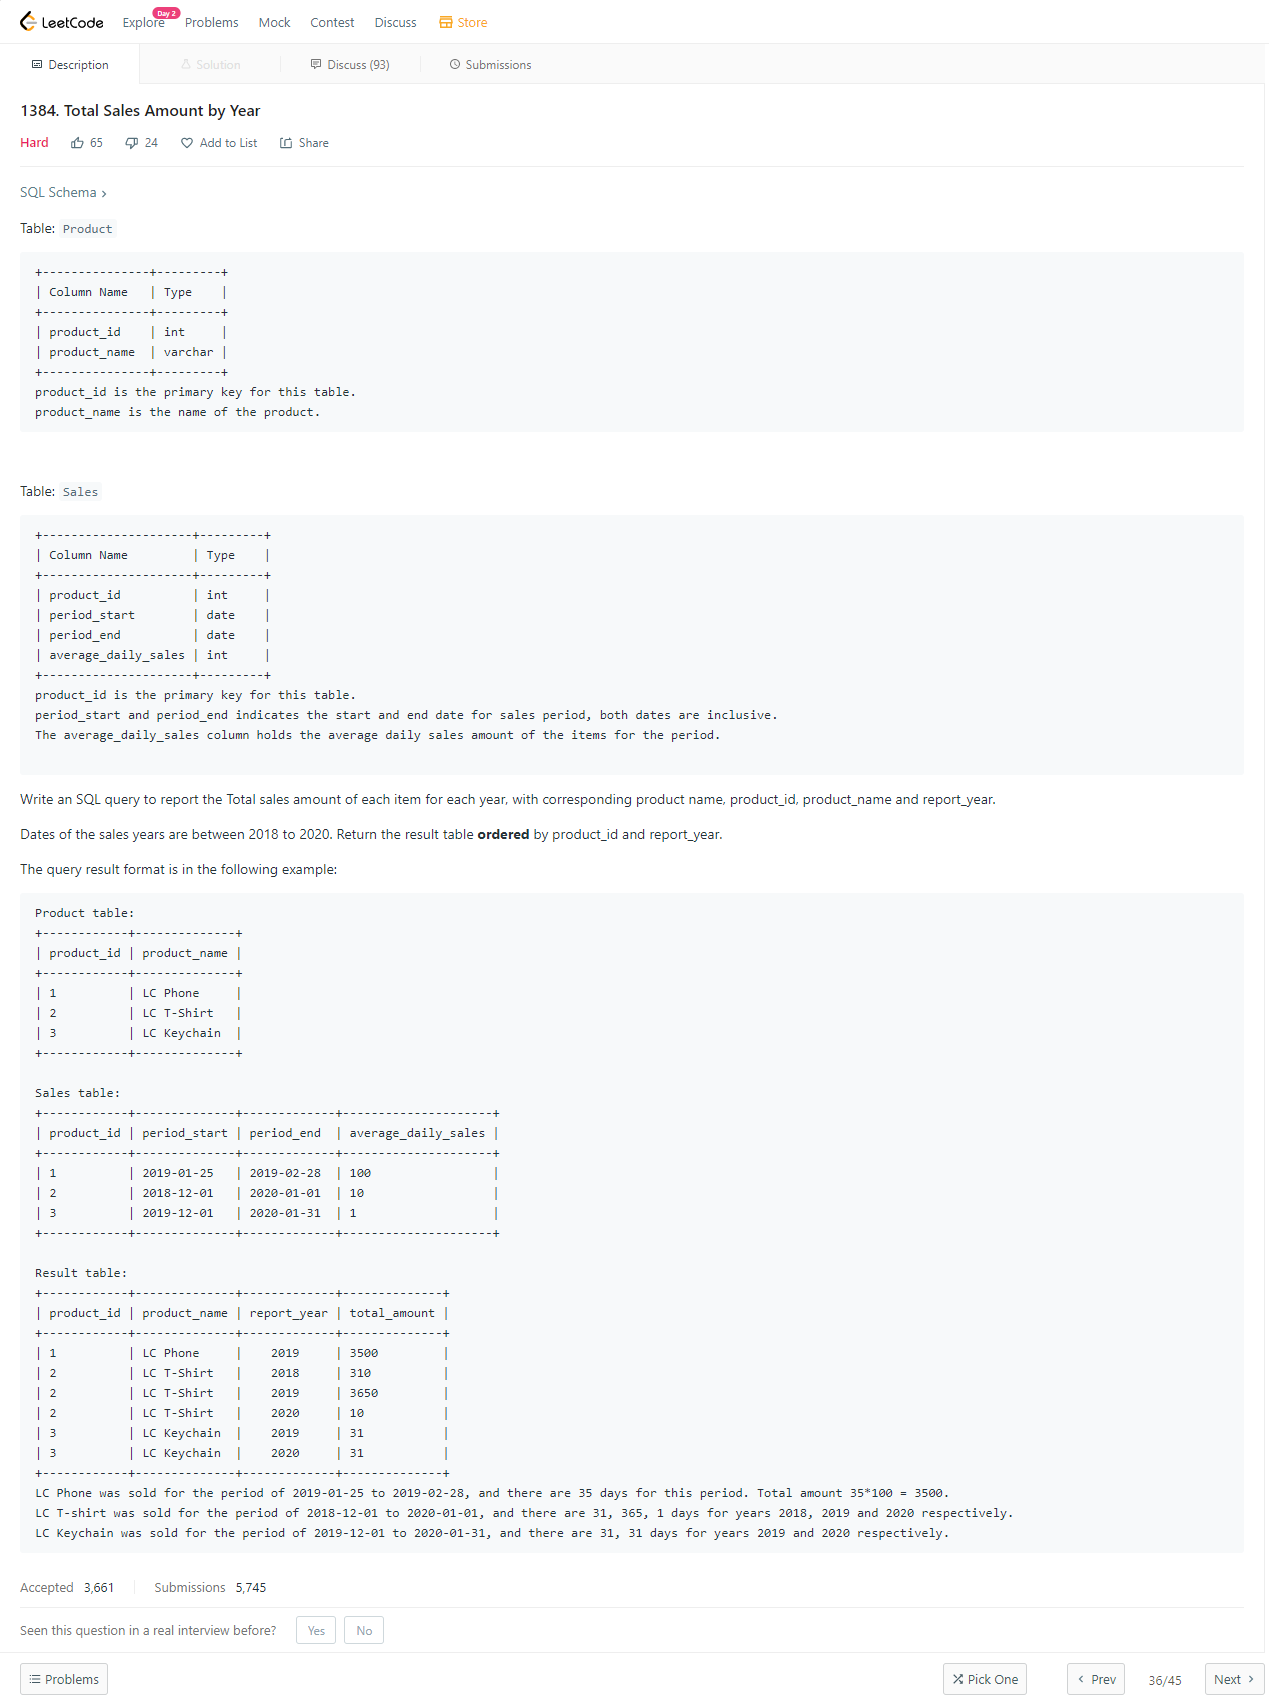 LeetCode Explore Day 2 Problems Mock Contest Discuss Store
Description Solution Discuss (93) Submissions
1384. Total Sales Amount by Year
Hard 65 24 Add to List Share
SQL Schema >
Table: Product
+---------------+---------+
| Column Name   | Type    |
+---------------+---------+
| product_id    | int     |
| product_name  | varchar |
+---------------+---------+
product_id is the primary key for this table.
product_name is the name of the product.
Table: Sales
+---------------------+---------+
| Column Name         | Type    |
+---------------------+---------+
| product_id          | int     |
| period_start        | date    |
| period_end          | date    |
| average_daily_sales | int     |
+---------------------+---------+
product_id is the primary key for this table.
period_start and period_end indicates the start and end date for sales period, both dates are inclusive.
The average_daily_sales column holds the average daily sales amount of the items for the period.
Write an SQL query to report the Total sales amount of each item for each year, with corresponding product name, product_id, product_name and report_year.
Dates of the sales years are between 2018 to 2020. Return the result table ordered by product_id and report_year.
The query result format is in the following example:
Product table:
+------------+--------------+
| product_id | product_name |
+------------+--------------+
| 1          | LC Phone     |
| 2          | LC T-Shirt   |
| 3          | LC Keychain  |
+------------+--------------+
Sales table:
+------------+--------------+-------------+---------------------+
| product_id | period_start | period_end  | average_daily_sales |
+------------+--------------+-------------+---------------------+
| 1          | 2019-01-25   | 2019-02-28  | 100                 |
| 2          | 2018-12-01   | 2020-01-01  | 10                  |
| 3          | 2019-12-01   | 2020-01-31  | 1                   |
+------------+--------------+-------------+---------------------+
Result table:
+------------+--------------+-------------+--------------+
| product_id | product_name | report_year | total_amount |
+------------+--------------+-------------+--------------+
| 1          | LC Phone     |    2019     | 3500         |
| 2          | LC T-Shirt   |    2018     | 310          |
| 2          | LC T-Shirt   |    2019     | 3650         |
| 2          | LC T-Shirt   |    2020     | 10           |
| 3          | LC Keychain  |    2019     | 31           |
| 3          | LC Keychain  |    2020     | 31           |
+------------+--------------+-------------+--------------+
LC Phone was sold for the period of 2019-01-25 to 2019-02-28, and there are 35 days for this period. Total amount 35*100 = 3500.
LC T-shirt was sold for the period of 2018-12-01 to 2020-01-01, and there are 31, 365, 1 days for years 2018, 2019 and 2020 respectively.
LC Keychain was sold for the period of 2019-12-01 to 2020-01-31, and there are 31, 31 days for years 2019 and 2020 respectively.
Accepted 3,661 Submissions 5,745
Seen this question in a real interview before? Yes No
Problems Pick One < Prev 36/45 Next >